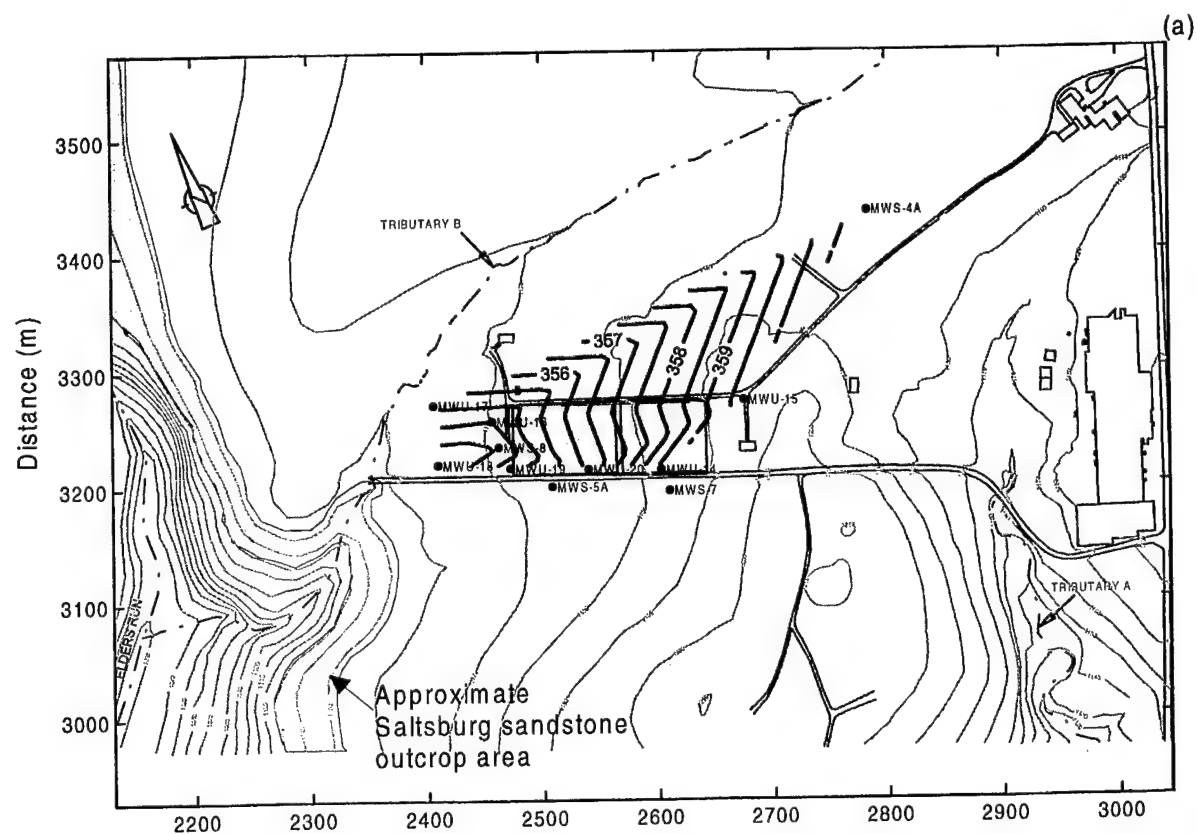 (a)
3500
3400
3300
3200
3100
3000
Distance (m)
TRIBUTARY B
MWS-4A
357
358
359
356
MWU-17
MWU-15
MWS-8
MWU-18
MWU-19
MWU-20
MWS-5A
MWS-7
TRIBUTARY A
ELDERS RUN
Approximate
Saltsburg sandstone
outcrop area
2200
2300
2400
2500
2600
2700
2800
2900
3000